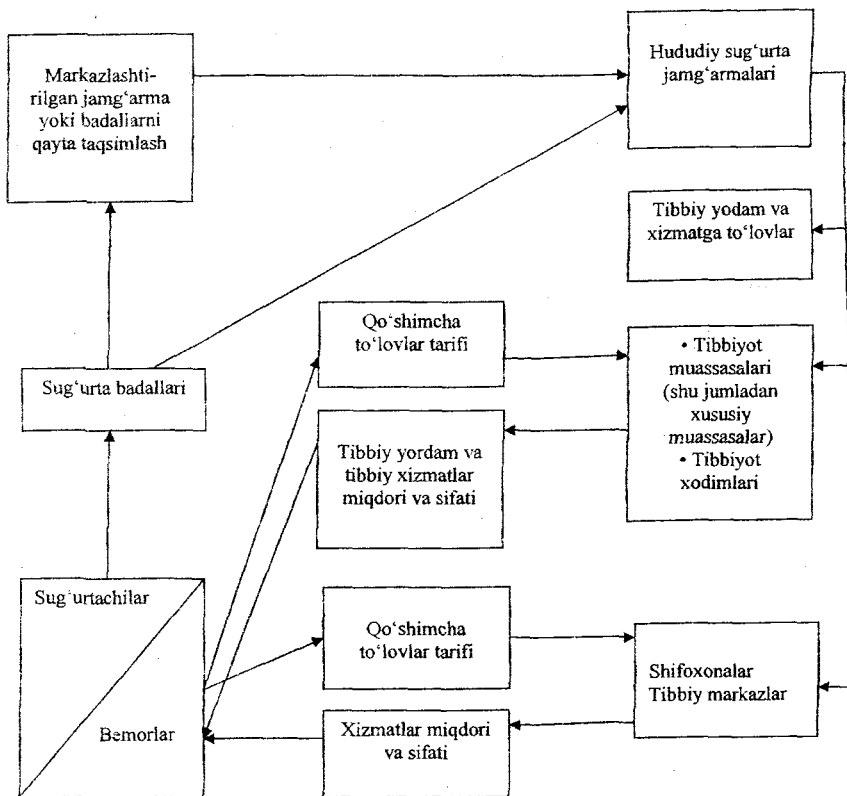 Markazlashti-
rilgan jamg‘arma
yoki badallarni
qayta taqsimlash
Hududiy sug‘urta
jamg‘armalari
Tibbiy yodam va
xizmatga to‘lovlar
Qo‘shimcha
to‘lovlar tarifi
• Tibbiyot
muassasalari
(shu jumladan
xususiy
muassasalar)
• Tibbiyot
xodimlari
Sug‘urta badallari
Tibbiy yordam va
tibbiy xizmatlar
miqdori va sifati
Sug‘urtachilar
Bemorlar
Qo‘shimcha
to‘lovlar tarifi
Shifoxonalar
Tibbiy markazlar
Xizmatlar miqdori
va sifati